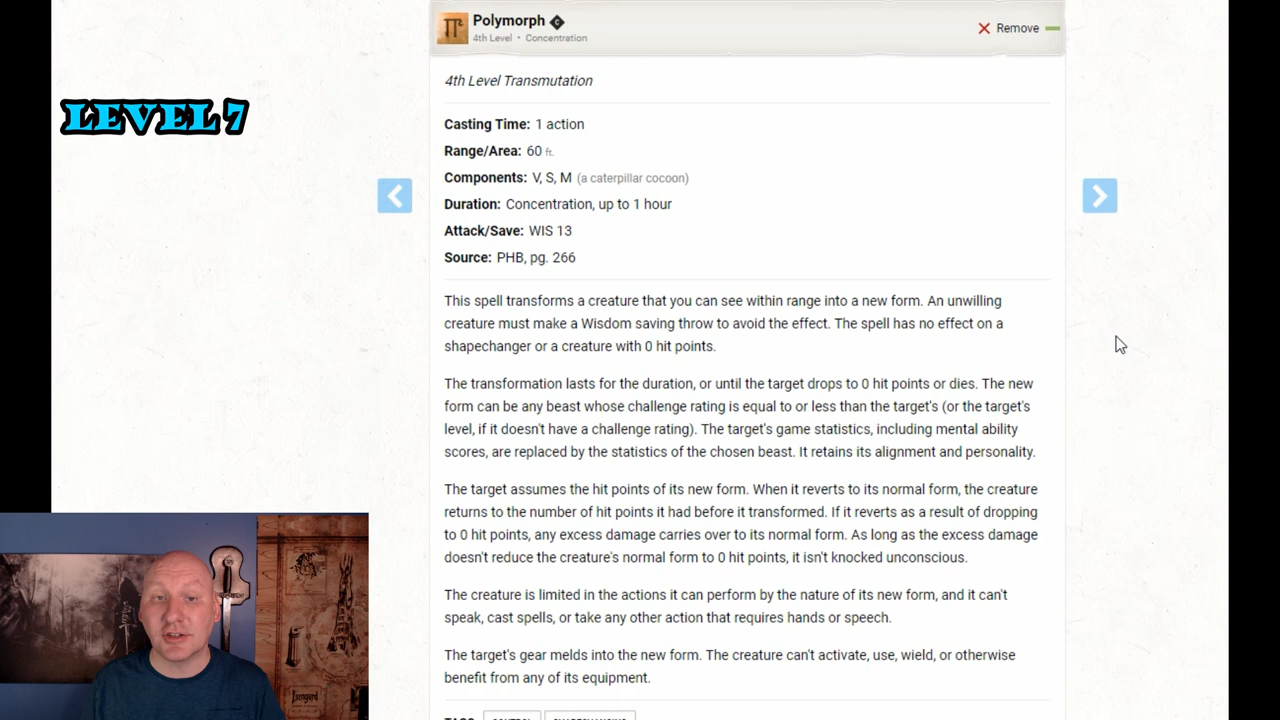 Polymorph C
4th Level • Concentration
Remove
LEVEL 7
4th Level Transmutation
Casting Time: 1 action
Range/Area: 60 ft.
Components: V, S, M (a caterpillar cocoon)
Duration: Concentration, up to 1 hour
Attack/Save: WIS 13
Source: PHB, pg. 266
This spell transforms a creature that you can see within range into a new form. An unwilling
creature must make a Wisdom saving throw to avoid the effect. The spell has no effect on a
shapechanger or a creature with 0 hit points.
The transformation lasts for the duration, or until the target drops to 0 hit points or dies. The new
form can be any beast whose challenge rating is equal to or less than the target's (or the target's
level, if it doesn't have a challenge rating). The target's game statistics, including mental ability
scores, are replaced by the statistics of the chosen beast. It retains its alignment and personality.
The target assumes the hit points of its new form. When it reverts to its normal form, the creature
returns to the number of hit points it had before it transformed. If it reverts as a result of dropping
to 0 hit points, any excess damage carries over to its normal form. As long as the excess damage
doesn't reduce the creature's normal form to 0 hit points, it isn't knocked unconscious.
The creature is limited in the actions it can perform by the nature of its new form, and it can't
speak, cast spells, or take any other action that requires hands or speech.
The target's gear melds into the new form. The creature can't activate, use, wield, or otherwise
benefit from any of its equipment.
Isengard